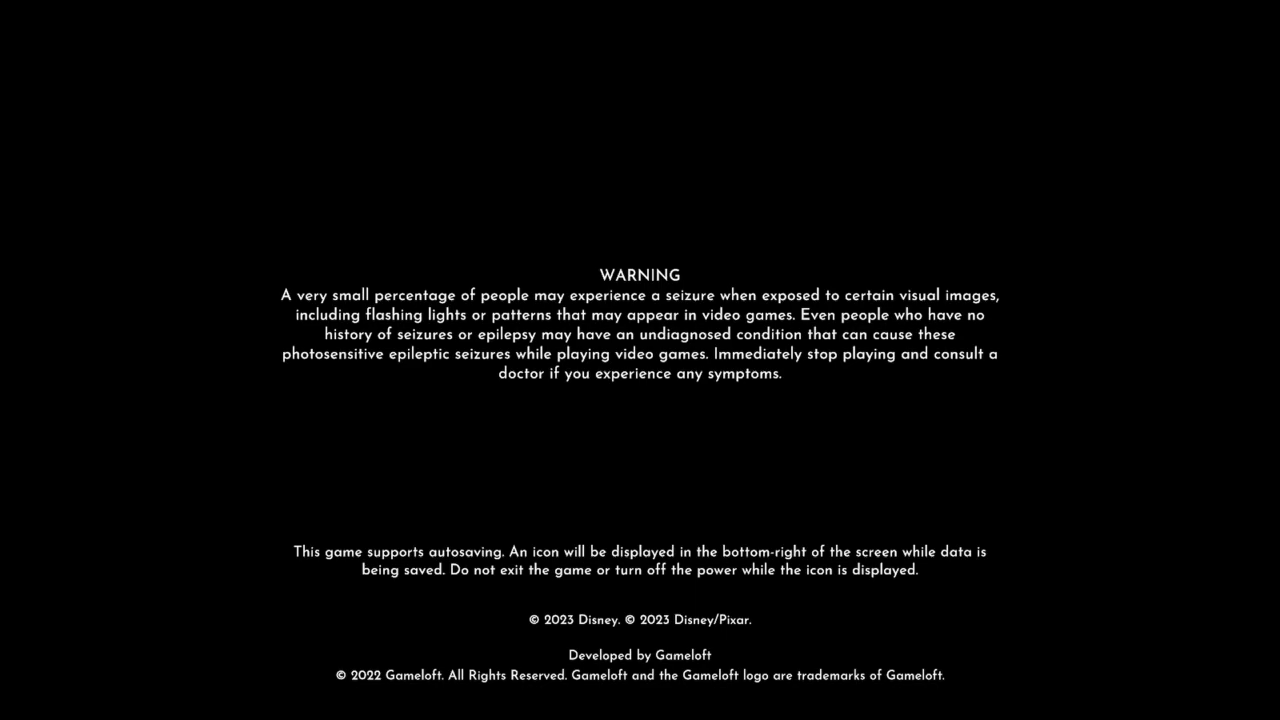 WARNING
A very small percentage of people may experience a seizure when exposed to certain visual images,
including flashing lights or patterns that may appear in video games. Even people who have no
history of seizures or epilepsy may have an undiagnosed condition that can cause these
photosensitive epileptic seizures while playing video games. Immediately stop playing and consult a
doctor if you experience any symptoms.
This game supports autosaving. An icon will be displayed in the bottom-right of the screen while data is
being saved. Do not exit the game or turn off the power while the icon is displayed.
© 2023 Disney. © 2023 Disney/Pixar.
Developed by Gameloft
© 2022 Gameloft. All Rights Reserved. Gameloft and the Gameloft logo are trademarks of Gameloft.